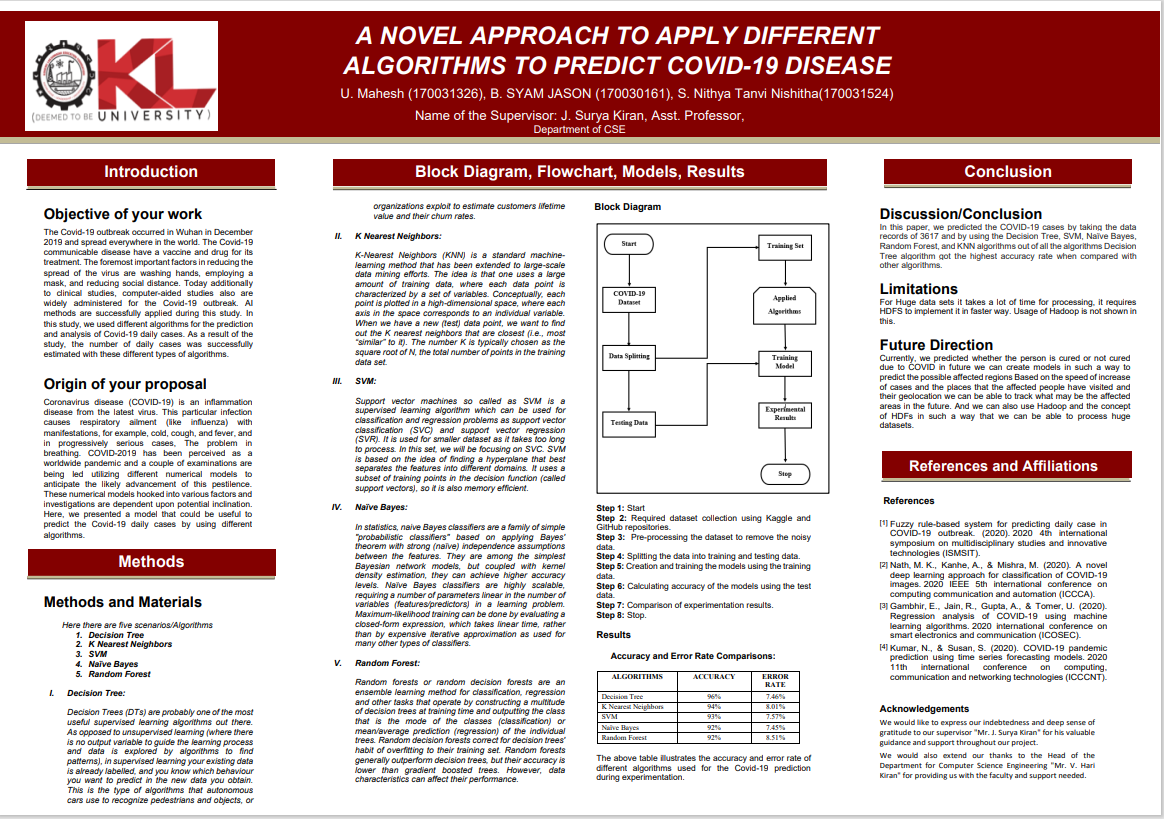 KL
(DEEMED TO BE UNIVERSITY)
A NOVEL APPROACH TO APPLY DIFFERENT
ALGORITHMS TO PREDICT COVID-19 DISEASE
U. Mahesh (170031326), B. SYAM JASON (170030161), S. Nithya Tanvi Nishitha(170031524)
Name of the Supervisor: J. Surya Kiran, Asst. Professor,
Department of CSE
Introduction
Objective of your work
The Covid-19 outbreak occurred in Wuhan in December
2019 and spread everywhere in the world. The Covid-19
communicable disease have a vaccine and drug for its
treatment. The foremost important factors in reducing the
spread of the virus are washing hands, employing a
mask, and reducing social distance. Today additionally
to clinical studies, computer-aided studies also are
widely administered for the Covid-19 outbreak. AI
methods are successfully applied during this study. In
this study, we used different algorithms for the prediction
and analysis of Covid-19 daily cases. As a result of the
study, the number of daily cases was successfully
estimated with these different types of algorithms.
Origin of your proposal
Coronavirus disease (COVID-19) is an inflammation
disease from the latest virus. This particular infection
causes respiratory ailment (like influenza) with
manifestations, for example, cold, cough, and fever, and
in progressively serious cases, The problem in
breathing. COVID-2019 has been perceived as a
worldwide pandemic and a couple of examinations are
being led utilizing different numerical models to
anticipate the likely advancement of this pestilence.
These numerical models hooked into various factors and
investigations are dependent upon potential inclination.
Here, we presented a model that could be useful to
predict the Covid-19 daily cases by using different
algorithms.
Methods
Methods and Materials
Here there are five scenarios/Algorithms
1. Decision Tree
2. K Nearest Neighbors
3. SVM
4. Naïve Bayes
5. Random Forest
I. Decision Tree:
Decision Trees (DTs) are probably one of the most
useful supervised learning algorithms out there.
As opposed to unsupervised learning (where there
is no output variable to guide the learning process
and data is explored by algorithms to find
patterns), in supervised learning your existing data
is already labelled, and you know which behaviour
you want to predict in the new data you obtain.
This is the type of algorithms that autonomous
cars use to recognize pedestrians and objects, or
Block Diagram, Flowchart, Models, Results
organizations exploit to estimate customers lifetime
value and their churn rates.
II. K Nearest Neighbors:
K-Nearest Neighbors (KNN) is a standard machine-
learning method that has been extended to large-scale
data mining efforts. The idea is that one uses a large
amount of training data, where each data point is
characterized by a set of variables. Conceptually, each
point is plotted in a high-dimensional space, where each
axis in the space corresponds to an individual variable.
When we have a new (test) data point, we want to find
out the K nearest neighbors that are closest (i.e., most
"similar" to it). The number K is typically chosen as the
square root of N, the total number of points in the training
data set.
III. SVM:
Support vector machines so called as SVM is a
supervised learning algorithm which can be used for
classification and regression problems as support vector
classification (SVC) and support vector regression
(SVR). It is used for smaller dataset as it takes too long
to process. In this set, we will be focusing on SVC. SVM
is based on the idea of finding a hyperplane that best
separates the features into different domains. It uses a
subset of training points in the decision function (called
support vectors), so it is also memory efficient.
IV. Naïve Bayes:
In statistics, naive Bayes classifiers are a family of simple
"probabilistic classifiers" based on applying Bayes'
theorem with strong (naïve) independence assumptions
between the features. They are among the simplest
Bayesian network models, but coupled with kernel
density estimation, they can achieve higher accuracy
levels. Naïve Bayes classifiers are highly scalable,
requiring a number of parameters linear in the number of
variables (features/predictors) in a learning problem.
Maximum-likelihood training can be done by evaluating a
closed-form expression, which takes linear time, rather
than by expensive iterative approximation as used for
many other types of classifiers.
V. Random Forest:
Random forests or random decision forests are an
ensemble learning method for classification, regression
and other tasks that operate by constructing a multitude
of decision trees at training time and outputting the class
that is the mode of the classes (classification) or
mean/average prediction (regression) of the individual
trees. Random decision forests correct for decision trees'
habit of overfitting to their training set. Random forests
generally outperform decision trees, but their accuracy is
lower than gradient boosted trees. However, data
characteristics can affect their performance.
Block Diagram
Start
COVID-19
Dataset
Data Splitting
Testing Data
Training Set
Applied
Algorithms
Training
Model
Experimental
Results
Stop
Step 1: Start
Step 2: Required dataset collection using Kaggle and
GitHub repositories.
Step 3: Pre-processing the dataset to remove the noisy
data.
Step 4: Splitting the data into training and testing data.
Step 5: Creation and training the models using the training
data.
Step 6: Calculating accuracy of the models using the test
data.
Step 7: Comparison of experimentation results.
Step 8: Stop.
Results
Accuracy and Error Rate Comparisons:
ALGORITHMS ACCURACY ERROR RATE
Decision Tree 96% 7.46%
K Nearest Neighbors 94% 8.01%
SVM 93% 7.57%
Naïve Bayes 92% 7.45%
Random Forest 92% 8.51%
The above table illustrates the accuracy and error rate of
different algorithms used for the Covid-19 prediction
during experimentation.
Conclusion
Discussion/Conclusion
In this paper, we predicted the COVID-19 cases by taking the data
records of 3617 and by using the Decision Tree, SVM, Naïve Bayes,
Random Forest, and KNN algorithms out of all the algorithms Decision
Tree algorithm got the highest accuracy rate when compared with
other algorithms.
Limitations
For Huge data sets it takes a lot of time for processing, it requires
HDFS to implement it in faster way. Usage of Hadoop is not shown in
this.
Future Direction
Currently, we predicted whether the person is cured or not cured
due to COVID in future we can create models in such a way to
predict the possible affected regions Based on the speed of increase
of cases and the places that the affected people have visited and
their geolocation we can be able to track what may be the affected
areas in the future. And we can also use Hadoop and the concept
of HDFs in such a way that we can be able to process huge
datasets.
References and Affiliations
References
[1] Fuzzy rule-based system for predicting daily case in
COVID-19 outbreak. (2020). 2020 4th international
symposium on multidisciplinary studies and innovative
technologies (ISMSIT).
[2] Nath, M. K., Kanhe, A., & Mishra, M. (2020). A novel
deep learning approach for classification of COVID-19
images. 2020 IEEE 5th international conference on
computing communication and automation (ICCCA).
[3] Gambhir, E., Jain, R., Gupta, A., & Tomer, U. (2020).
Regression analysis of COVID-19 using machine
learning algorithms. 2020 international conference on
smart electronics and communication (ICOSEC).
[4] Kumar, N., & Susan, S. (2020). COVID-19 pandemic
prediction using time series forecasting models. 2020
11th international conference on computing,
communication and networking technologies (ICCCNT).
Acknowledgements
We would like to express our indebtedness and deep sense of
gratitude to our supervisor "Mr. J. Surya Kiran" for his valuable
guidance and support throughout our project.
We would also extend our thanks to the Head of the
Department for Computer Science Engineering "Mr. V. Hari
Kiran" for providing us with the faculty and support needed.